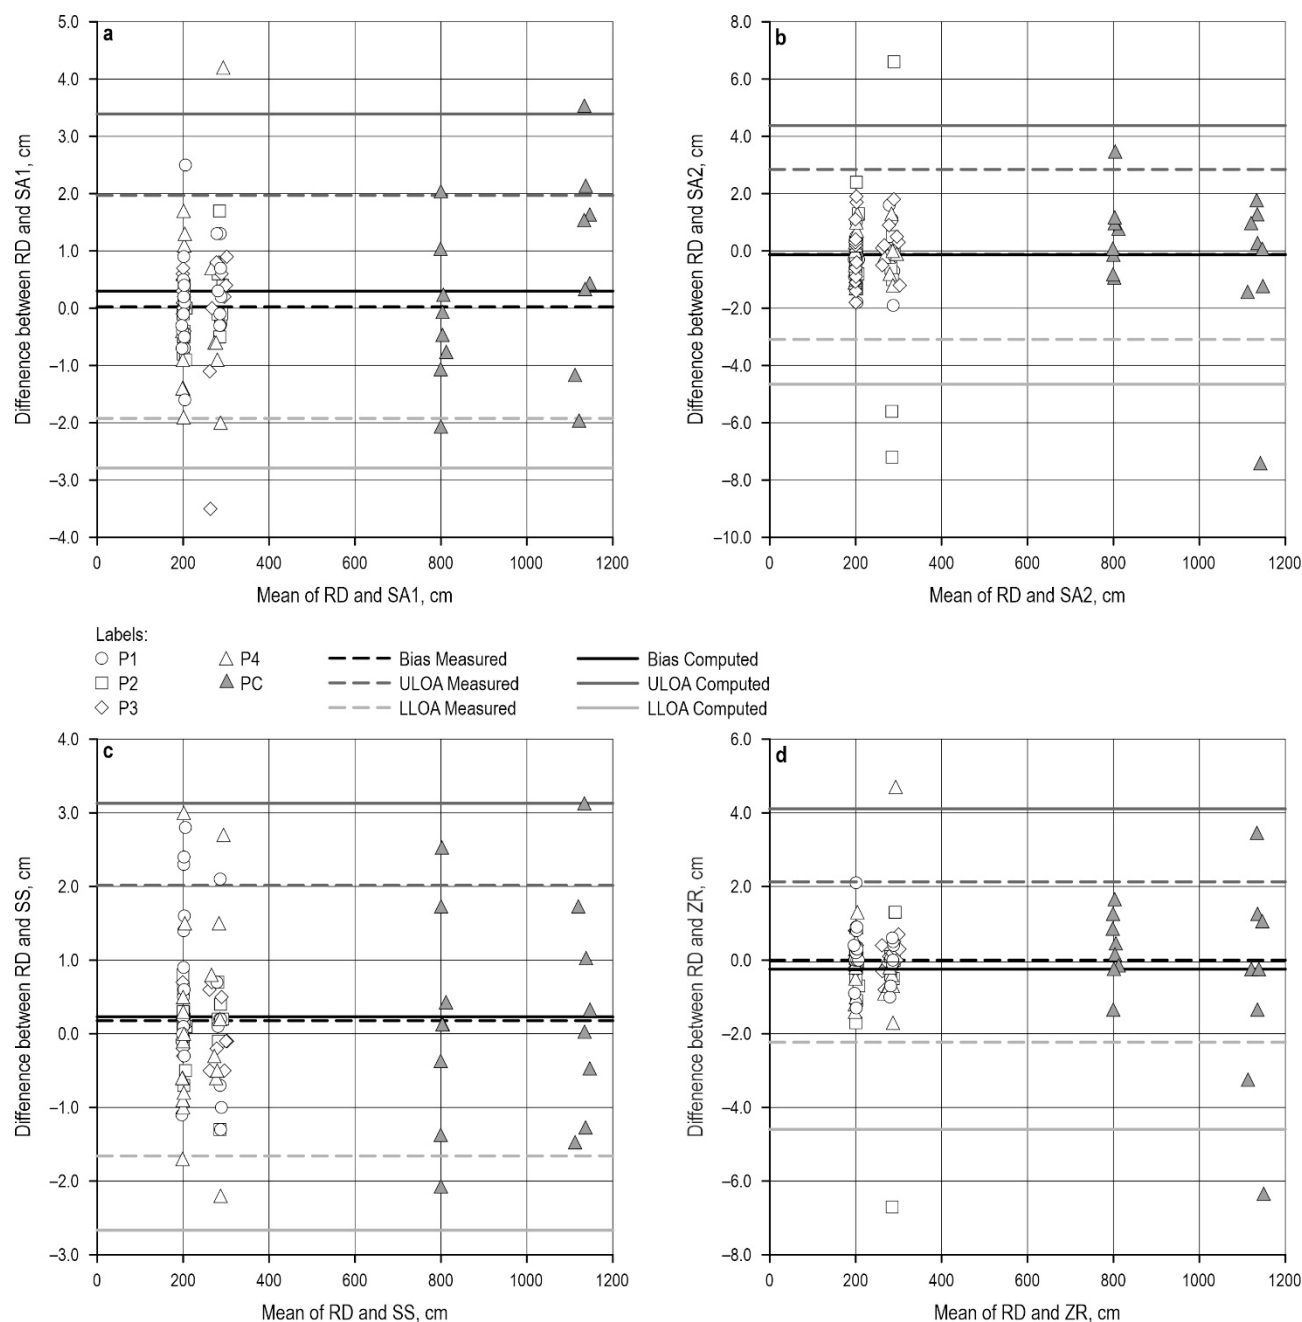 a
5.0
4.0
3.0
2.0
1.0
0.0
–1.0
–2.0
–3.0
–4.0
0 200 400 600 800 1000 1200
Diffenence between RD and SA1, cm
Mean of RD and SA1, cm
b
8.0
6.0
4.0
2.0
0.0
–2.0
–4.0
–6.0
–8.0
–10.0
0 200 400 600 800 1000 1200
Diffenence between RD and SA2, cm
Mean of RD and SA2, cm
Labels:
P1 P4 Bias Measured Bias Computed
P2 PC ULOA Measured ULOA Computed
P3 LLOA Measured LLOA Computed
c
4.0
3.0
2.0
1.0
0.0
–1.0
–2.0
–3.0
0 200 400 600 800 1000 1200
Diffenence between RD and SS, cm
Mean of RD and SS, cm
d
6.0
4.0
2.0
0.0
–2.0
–4.0
–6.0
–8.0
0 200 400 600 800 1000 1200
Diffenence between RD and ZR, cm
Mean of RD and ZR, cm